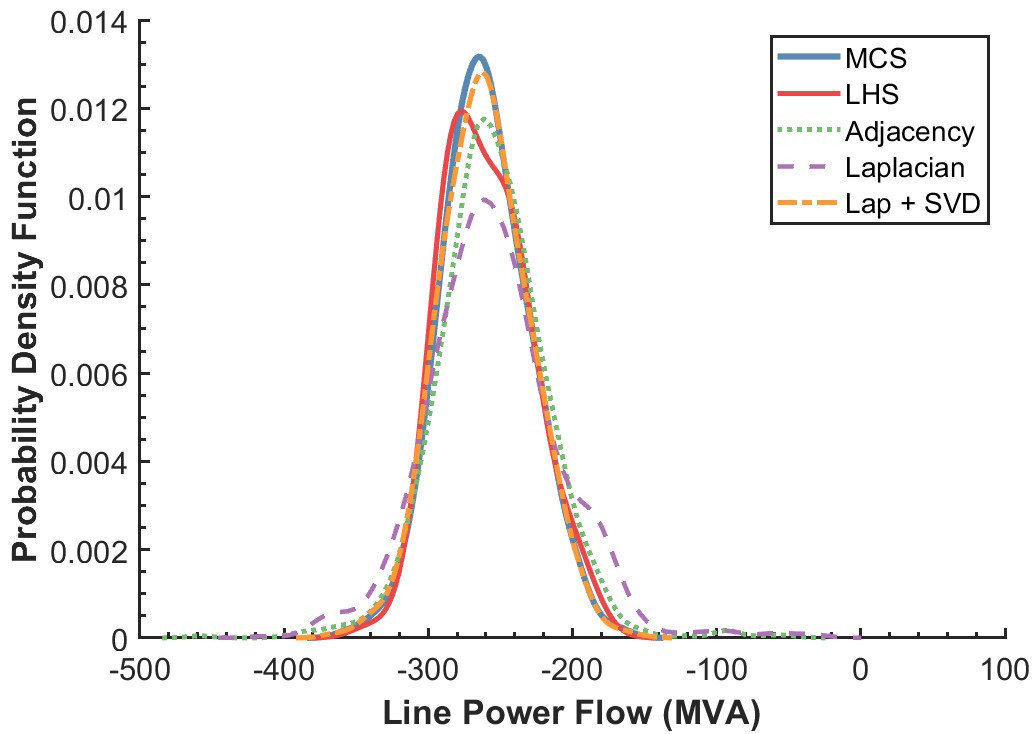 0.014
0.012
0.01
0.008
0.006
0.004
0.002
0
Probability Density Function
MCS
LHS
Adjacency
Laplacian
Lap + SVD
-500 -400 -300 -200 -100 0 100
Line Power Flow (MVA)